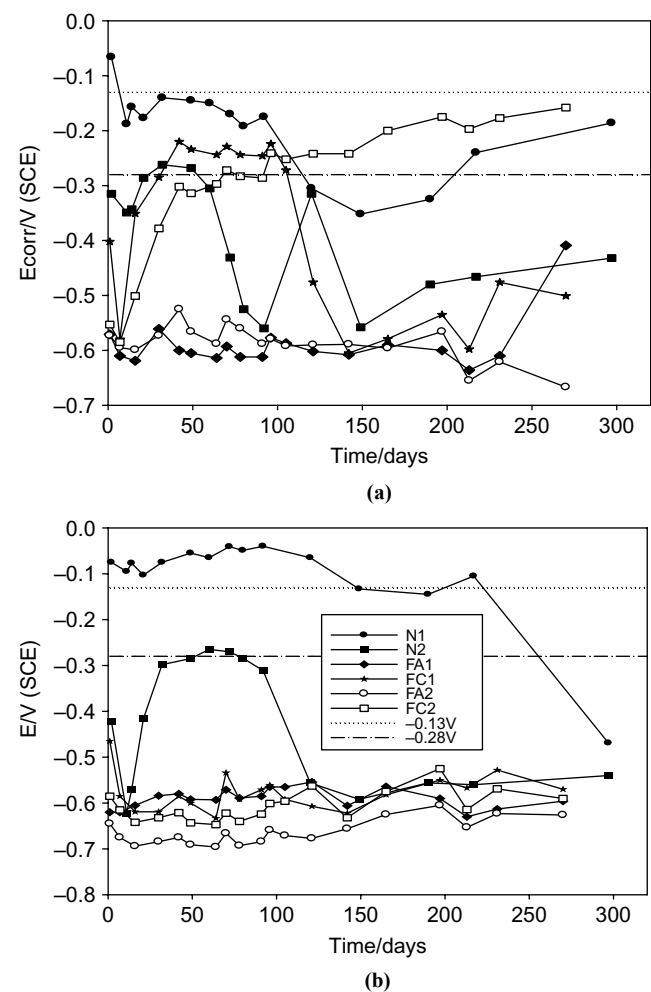 0.0
–0.1
–0.2
–0.3
–0.4
–0.5
–0.6
–0.7
Ecorr/V (SCE)
0 50 100 150 200 250 300
Time/days
(a)
0.0
–0.1
–0.2
–0.3
–0.4
–0.5
–0.6
–0.7
–0.8
E/V (SCE)
N1
N2
FA1
FC1
FA2
FC2
–0.13V
–0.28V
0 50 100 150 200 250 300
Time/days
(b)